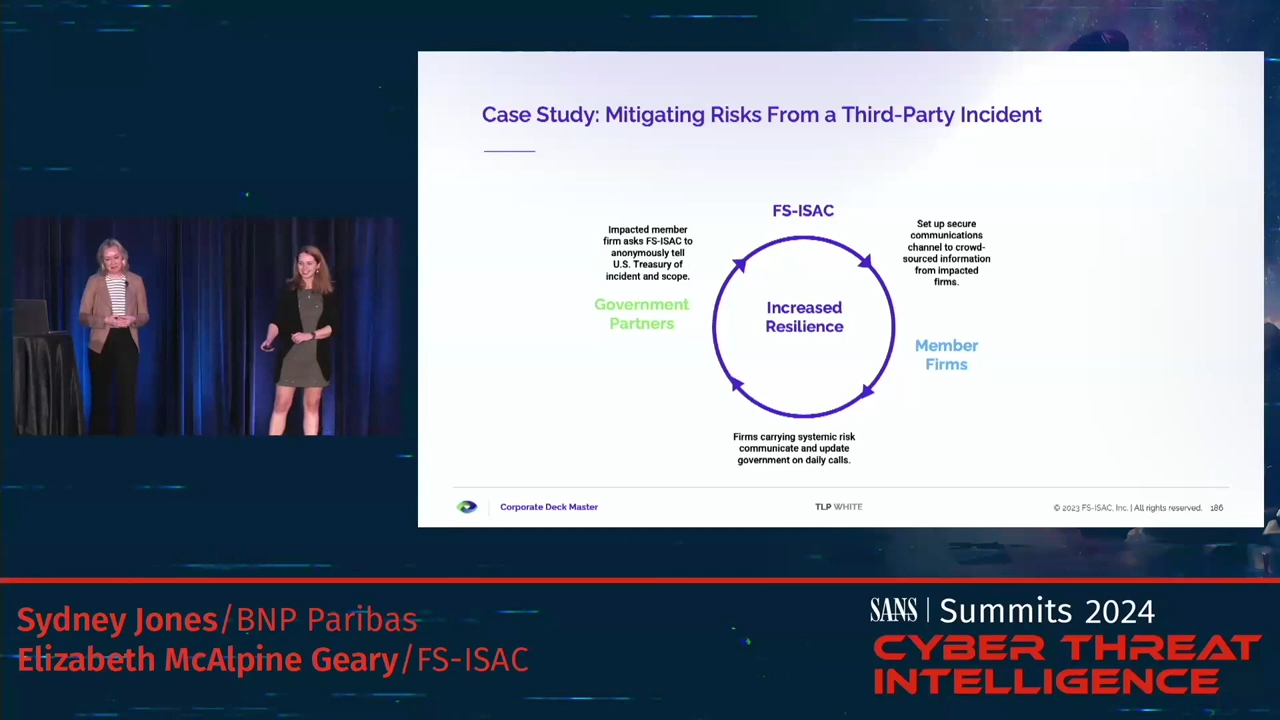 Case Study: Mitigating Risks From a Third-Party Incident
FS-ISAC
Impacted member
firm asks FS-ISAC to
anonymously tell
U.S. Treasury of
incident and scope.
Government
Partners
Increased
Resilience
Set up secure
communications
channel to crowd-
sourced information
from impacted
firms.
Member
Firms
Firms carrying systemic risk
communicate and update
government on daily calls.
Corporate Deck Master
TLP WHITE
© 2023 FS-ISAC, Inc. | All rights reserved. 186
Sydney Jones/BNP Paribas
Elizabeth McAlpine Geary/FS-ISAC
SANS | Summits 2024
CYBER THREAT
INTELLIGENCE